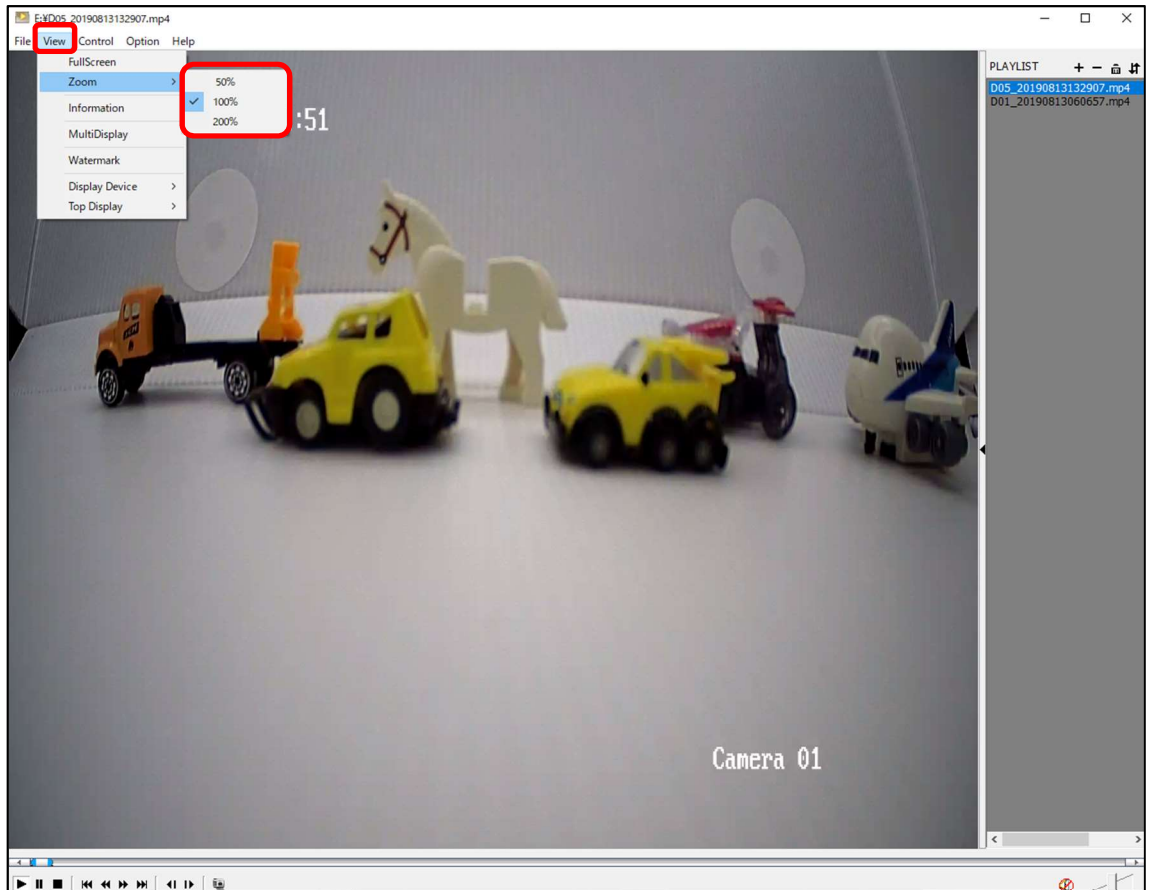 E:¥D05_20190813132907.mp4
File View Control Option Help
FullScreen
Zoom
50%
100%
200%
Information
MultiDisplay
Watermark
Display Device
Top Display
:51
PLAYLIST
D05_20190813132907.mp4
D01_20190813060657.mp4
Camera 01